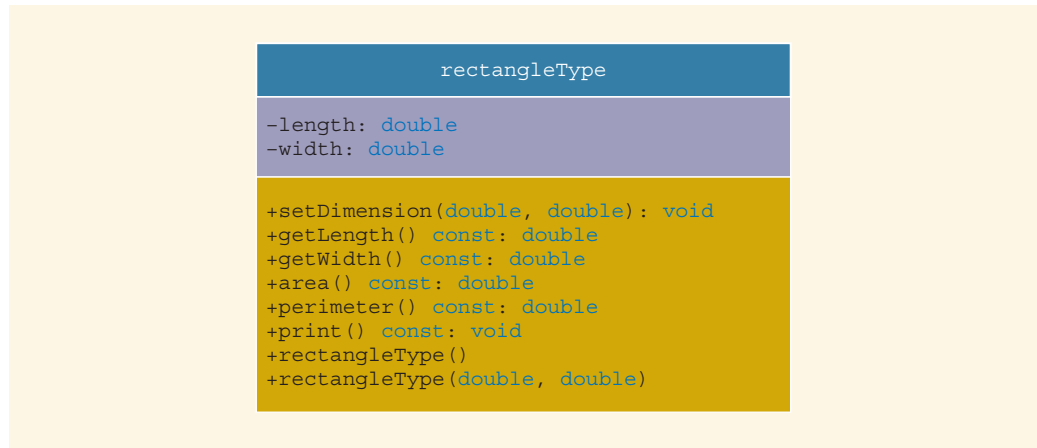 rectangleType
-length: double
-width: double
+setDimension(double, double): void
+getLength() const: double
+getWidth() const: double
+area() const: double
+perimeter() const: double
+print() const: void
+rectangleType()
+rectangleType(double, double)